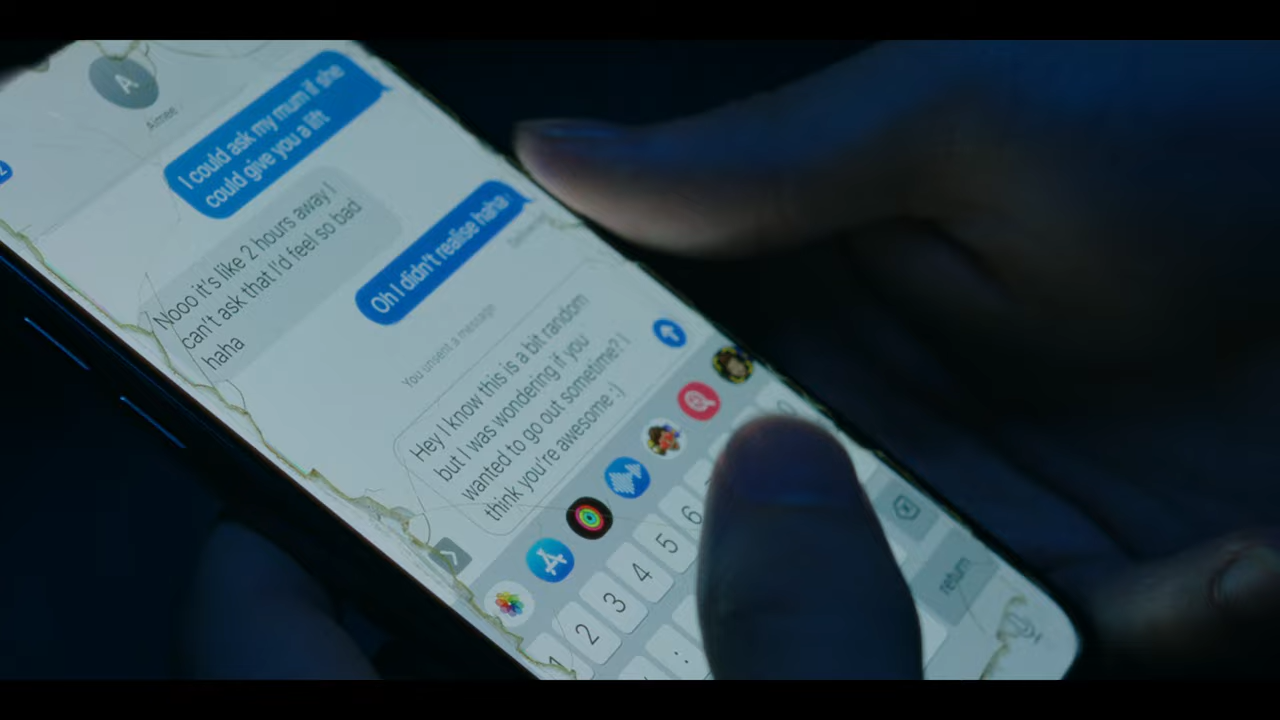 A
Aimee
2
I could ask my mum if she
could give you a lift
Nooo it's like 2 hours away I
can't ask that I'd feel so bad
haha
Oh I didn't realise haha
You unsent a message
Hey I know this is a bit random
but I was wondering if you
wanted to go out sometime? I
think you're awesome :)
1 2 3 4 5 6 0
:
return